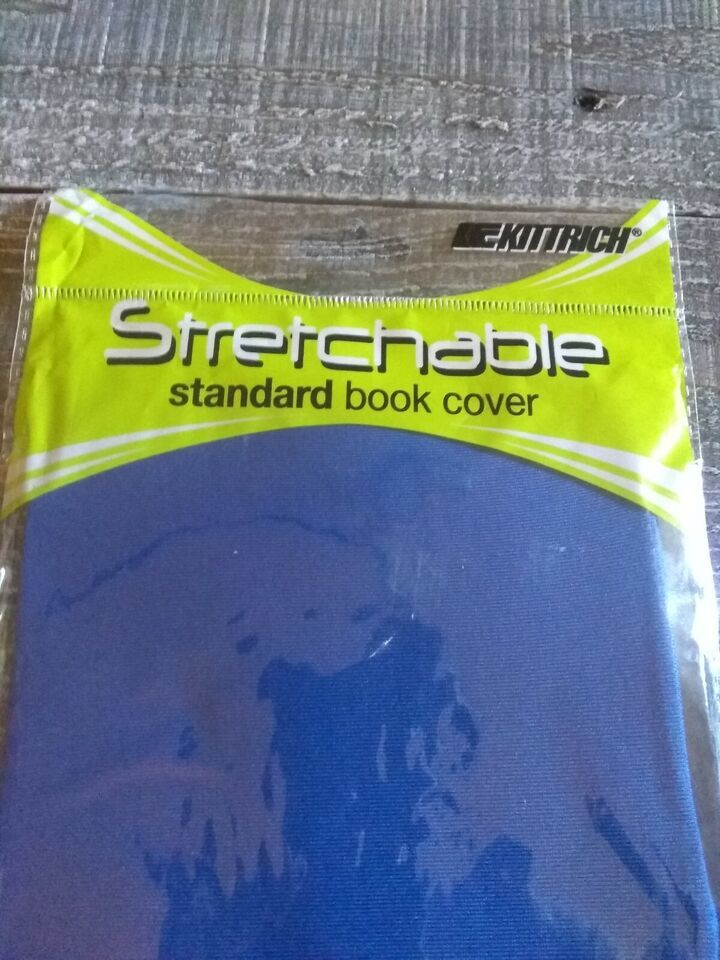 KITTRICH®
Stretchable
standard book cover